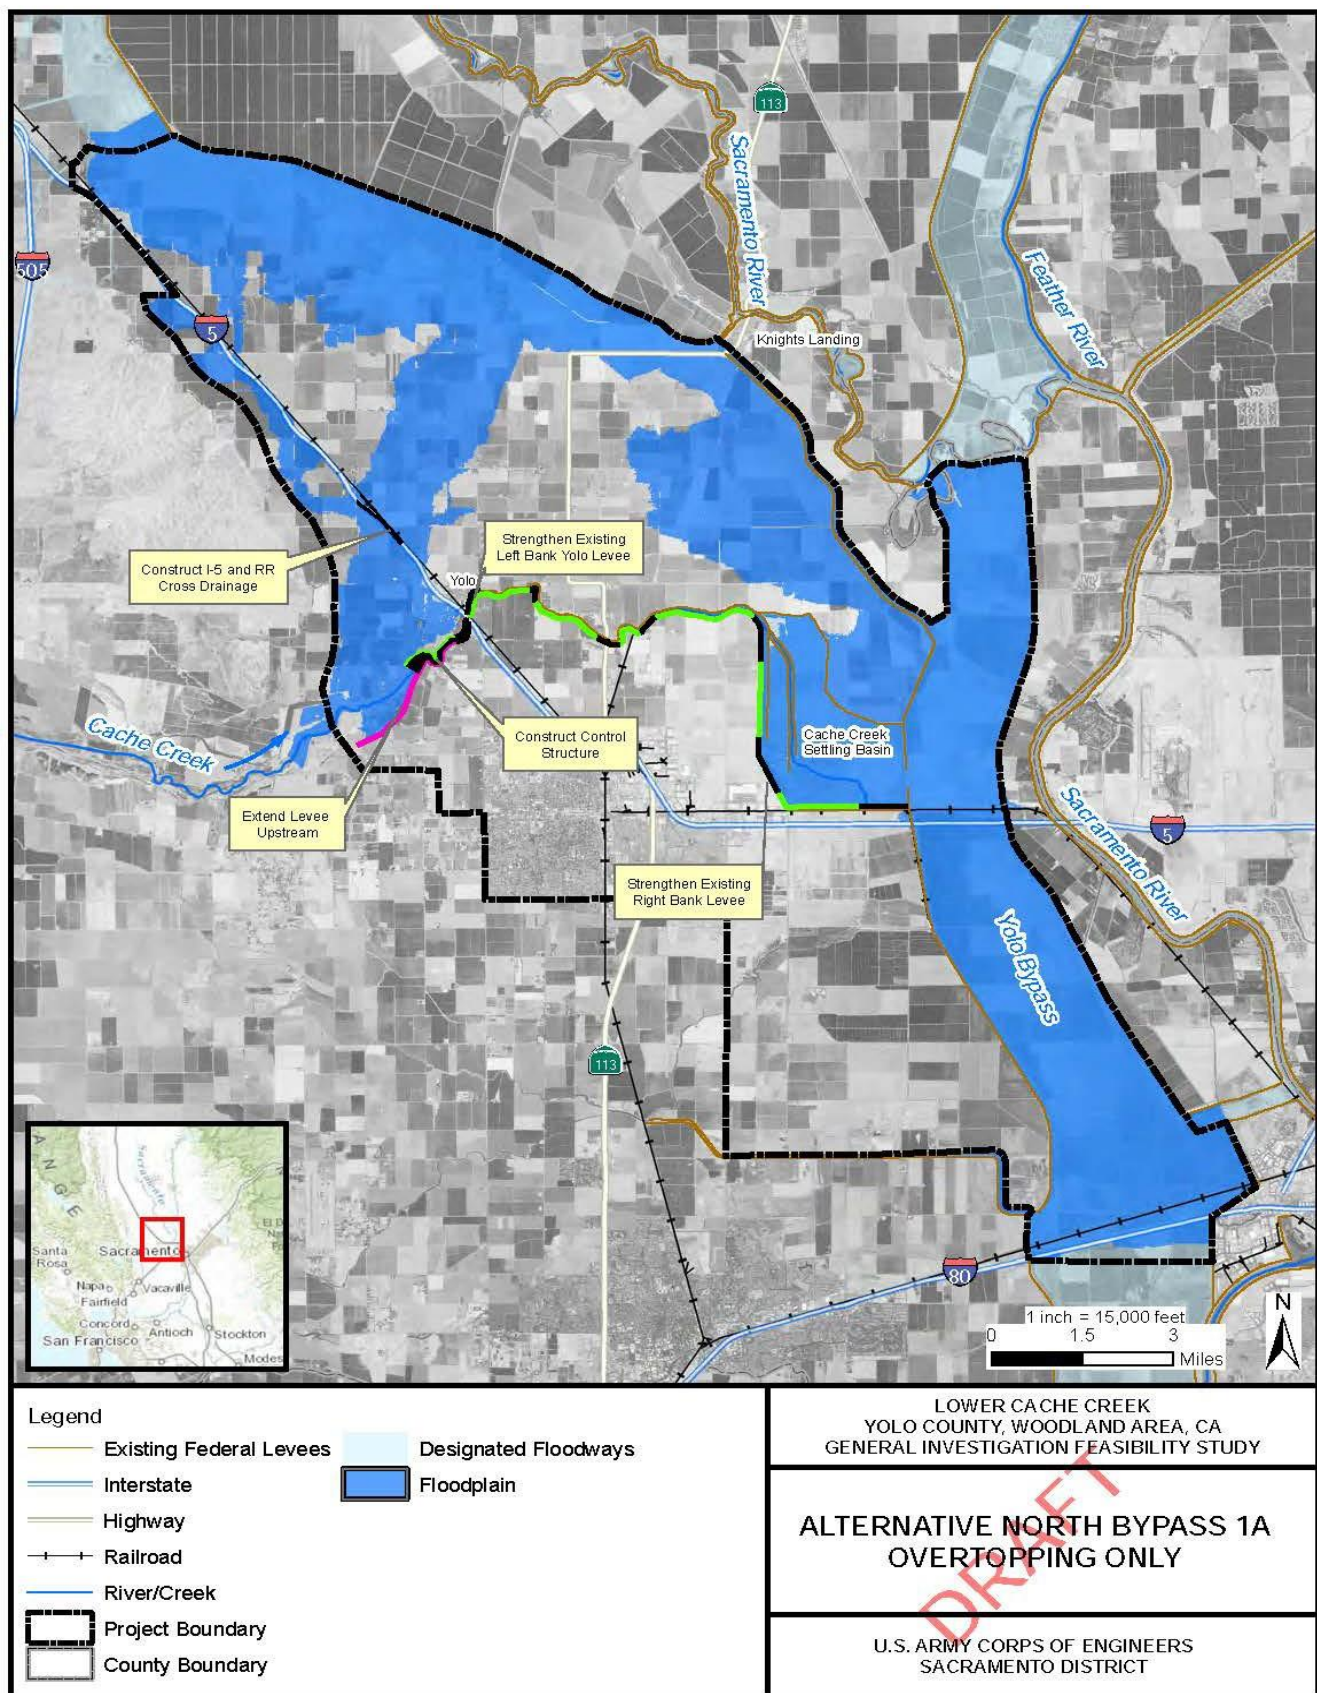 113
Sacramento River
505
Feather River
5
Knights Landing
Strengthen Existing
Left Bank Yolo Levee
Construct I-5 and RR
Cross Drainage
Yolo
Cache Creek
Construct Control
Structure
Cache Creek
Settling Basin
Extend Levee
Upstream
Sacramento River
5
Strengthen Existing
Right Bank Levee
Yolo Bypass
113
80
ANGE
Sacramento
Santa
Rosa
Sacramento
Napa
Vacaville
Fairfield
Concord
Antioch
Stockton
San Francisco
Modes
1 inch = 15,000 feet
0 1.5 3
Miles
N
Legend
Existing Federal Levees
Interstate
Highway
Railroad
River/Creek
Project Boundary
County Boundary
Designated Floodways
Floodplain
LOWER CACHE CREEK
YOLO COUNTY, WOODLAND AREA, CA
GENERAL INVESTIGATION FEASIBILITY STUDY
ALTERNATIVE NORTH BYPASS 1A
OVERTOPPING ONLY
DRAFT
U.S. ARMY CORPS OF ENGINEERS
SACRAMENTO DISTRICT